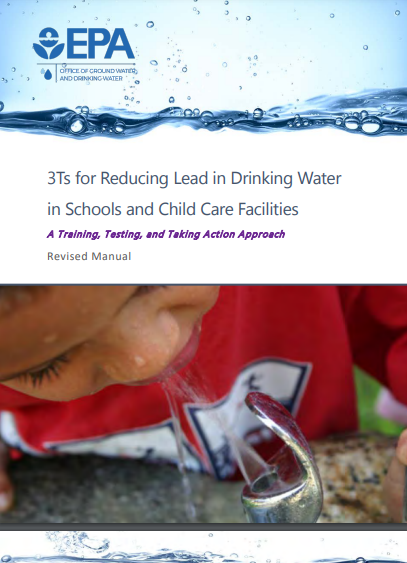 EPA
OFFICE OF GROUND WATER
AND DRINKING WATER
3Ts for Reducing Lead in Drinking Water
in Schools and Child Care Facilities
A Training, Testing, and Taking Action Approach
Revised Manual